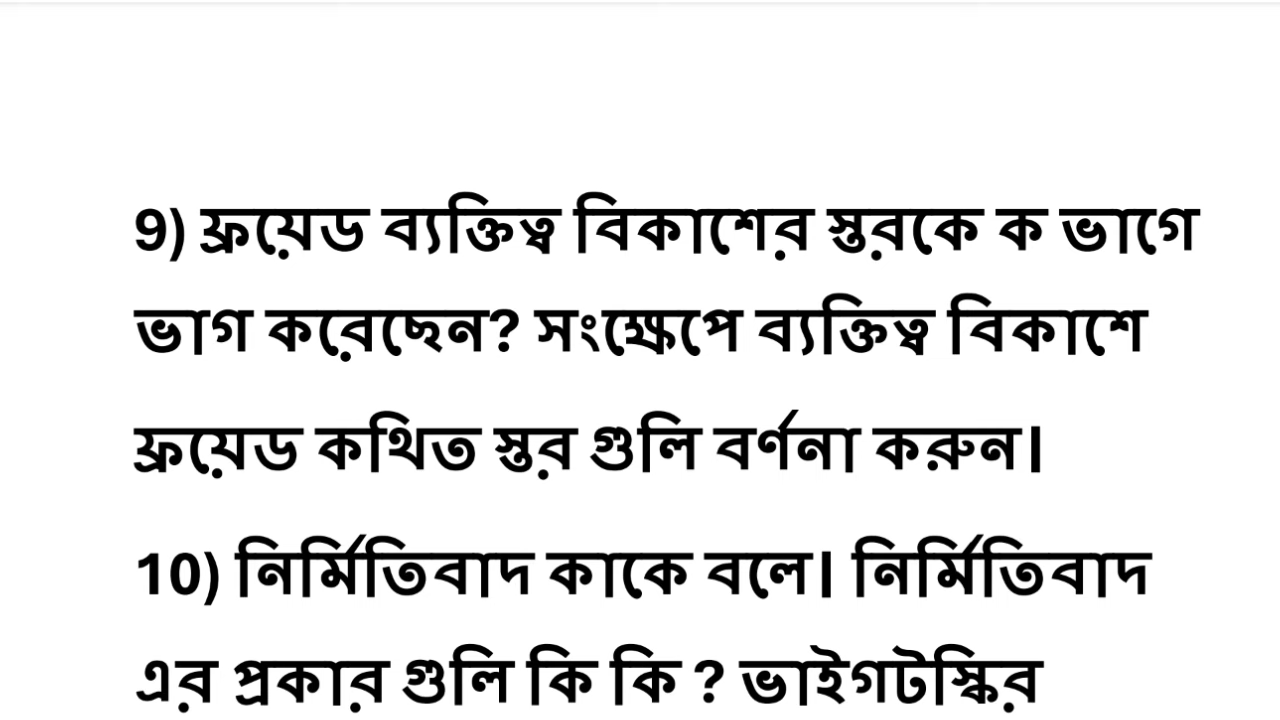 9) ফ্রয়েড ব্যক্তিত্ব বিকাশের স্তরকে ক ভাগে
ভাগ করেছেন? সংক্ষেপে ব্যক্তিত্ব বিকাশে
ফ্রয়েড কথিত স্তর গুলি বর্ণনা করুন।
10) নির্মিতিবাদ কাকে বলে। নির্মিতিবাদ
এর প্রকার গুলি কি কি ? ভাইগটস্কির